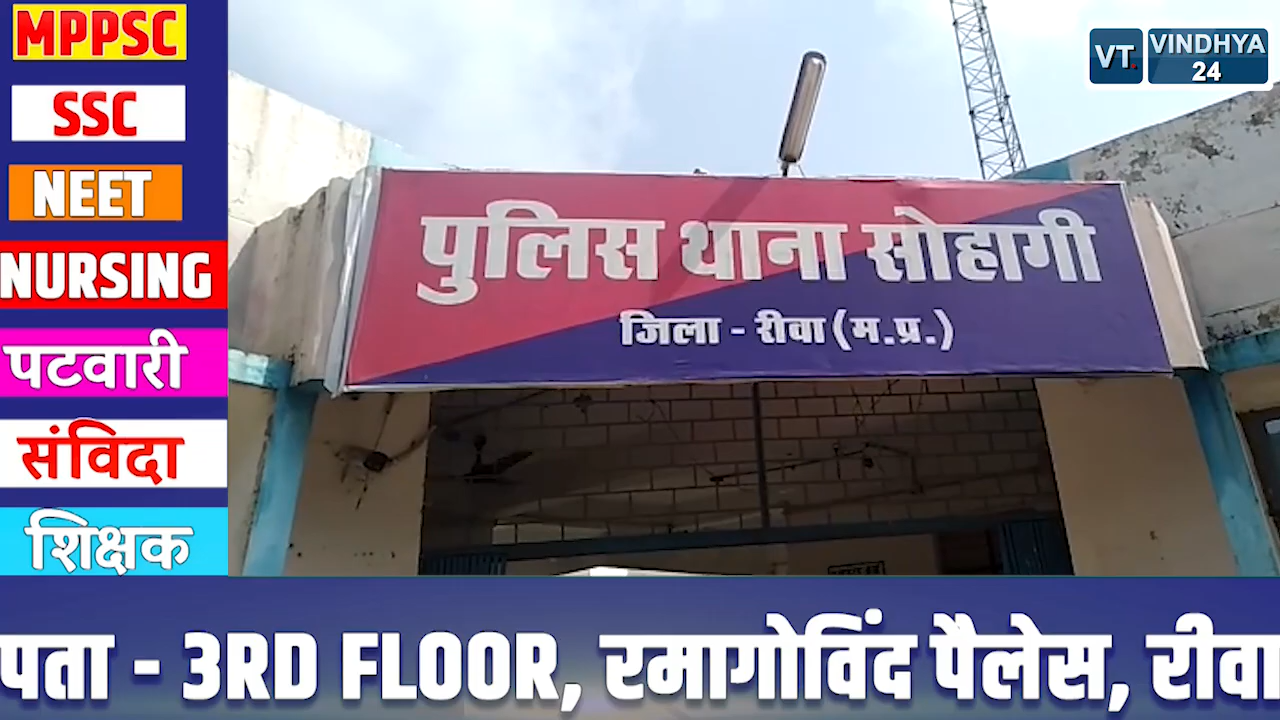 MPPSC
SSC
NEET
NURSING
पटवारी
संविदा
शिक्षक
VT.
VINDHYA
24
पुलिस थाना सोहागी
जिला - रीवा (म.प्र.)
पता - 3RD FLOOR, रमागोविंद पैलेस, रीवा